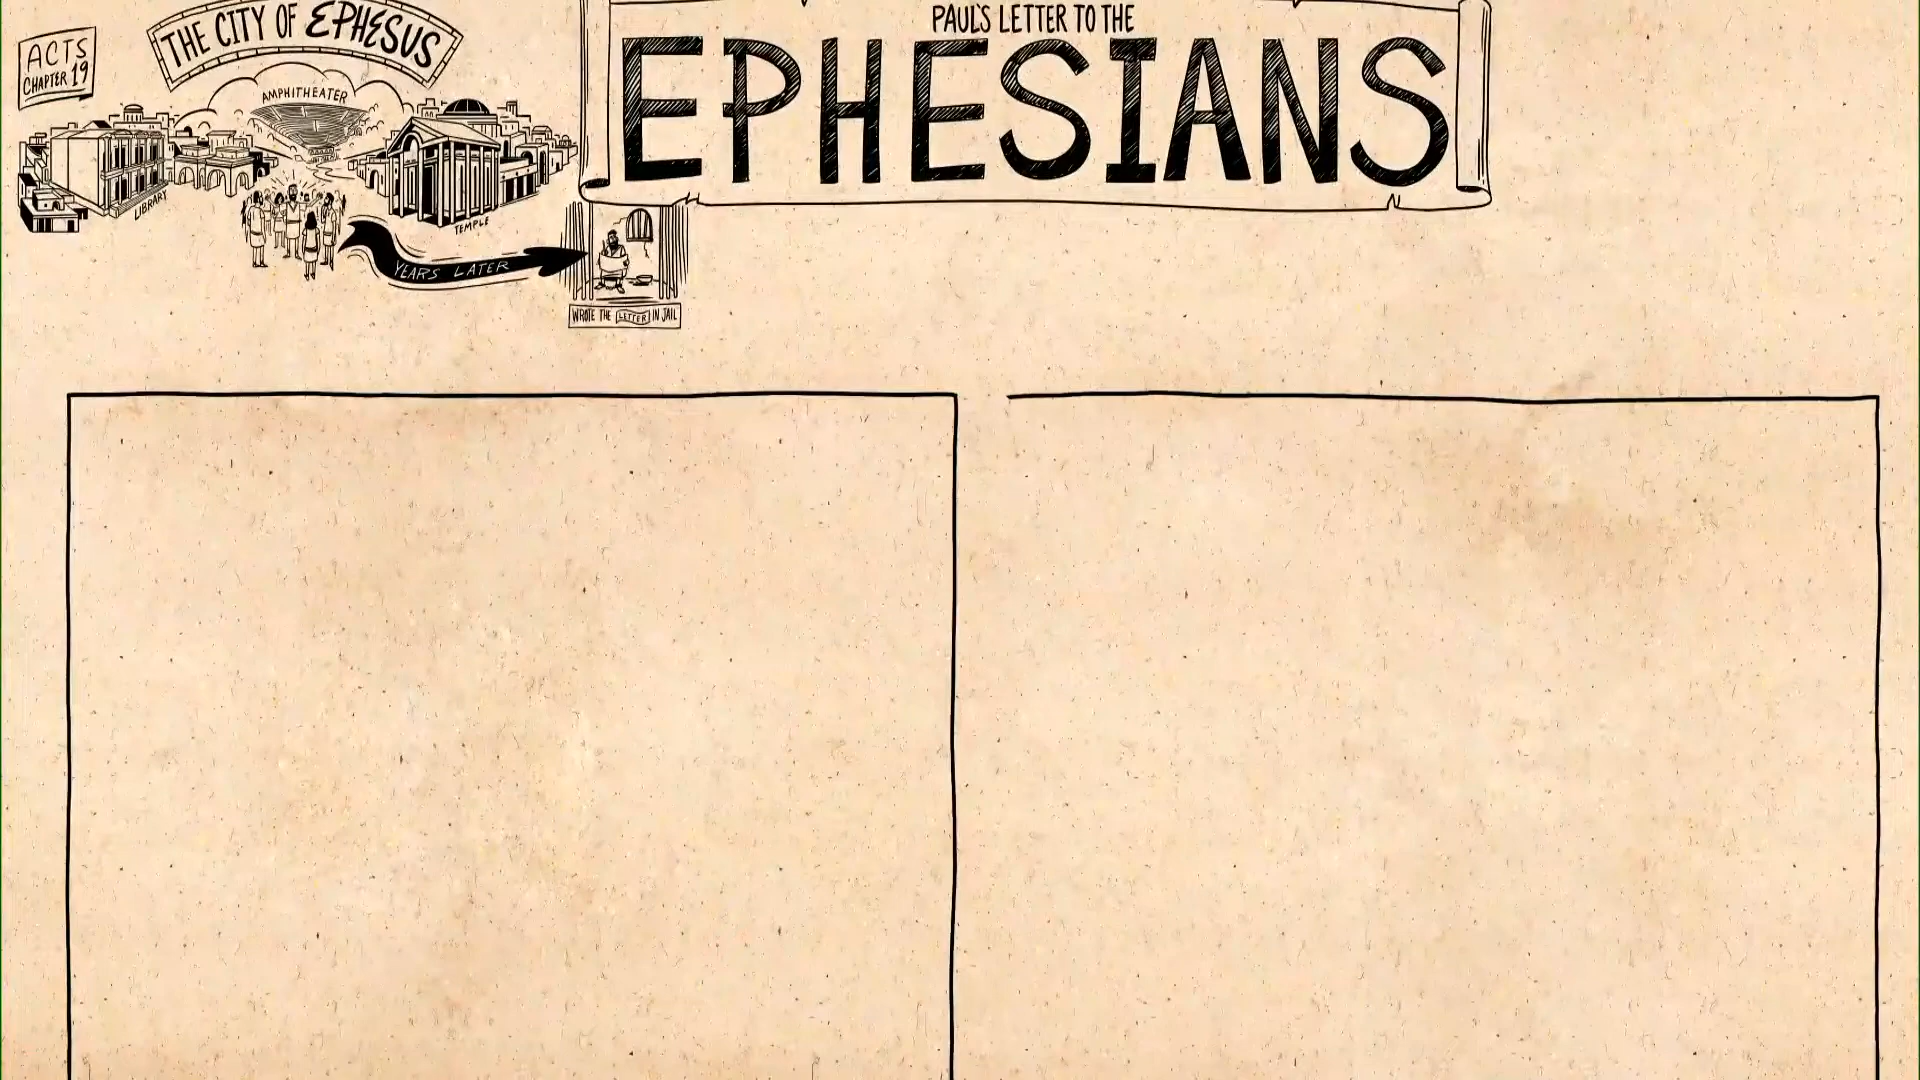 ACTS
CHAPTER 19
THE CITY OF EPHESUS
AMPHITHEATER
LIBRARY
TEMPLE
YEARS LATER
WROTE THE LETTER IN JAIL
PAUL'S LETTER TO THE
EPHESIANS